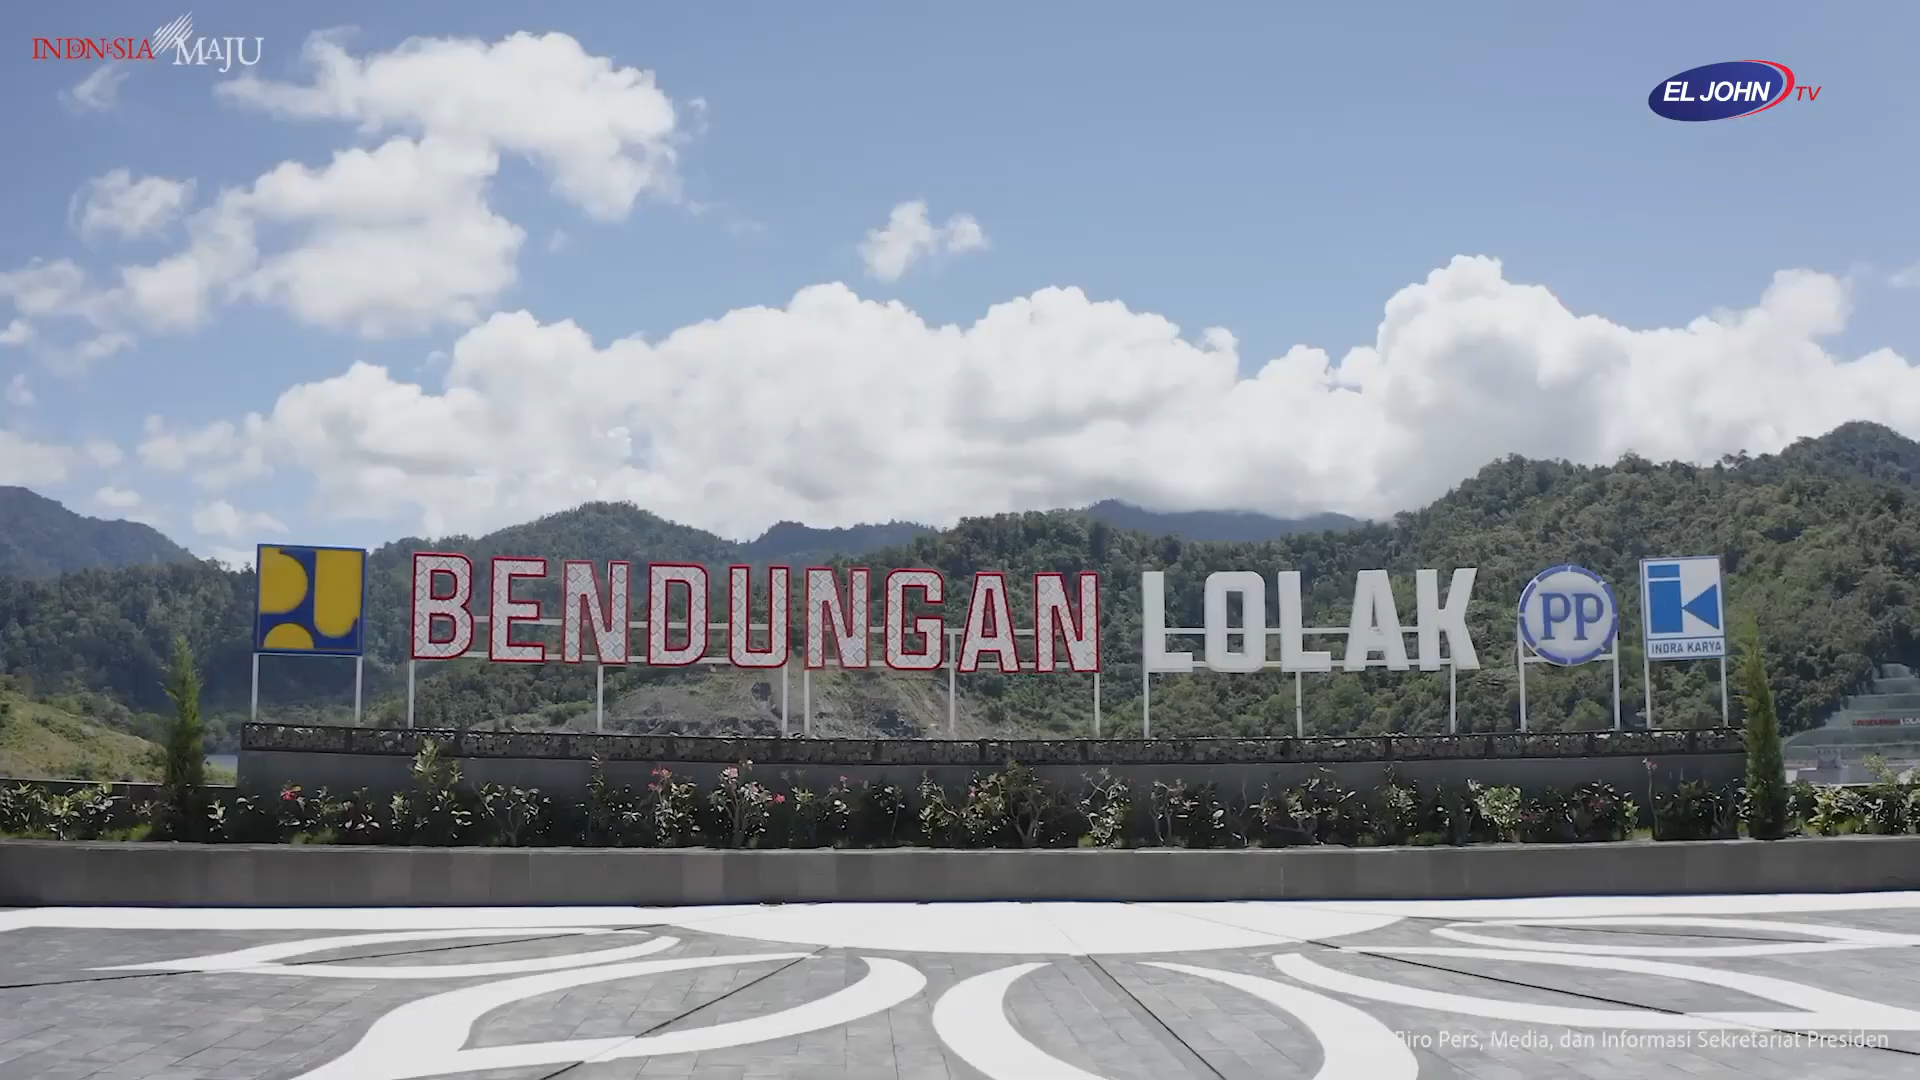 INDONESIA MAJU
EL JOHN TV
BENDUNGAN LOLAK
PP
INDRA KARYA
Biro Pers, Media, dan Informasi Sekretariat Presiden